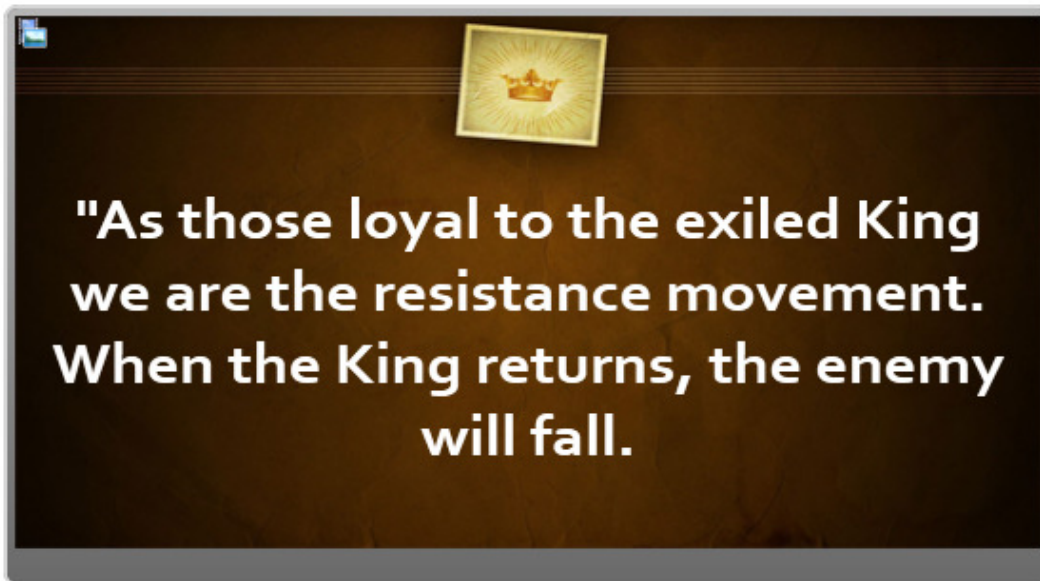 "As those loyal to the exiled King
we are the resistance movement.
When the King returns, the enemy
will fall.